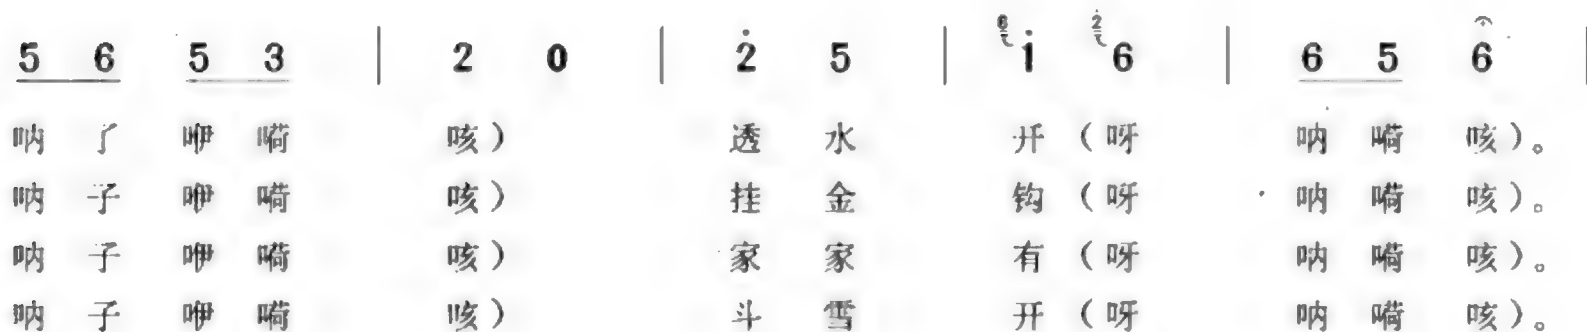 5 6 5 3 | 2 0 | 2̇ 5 | 6 1̇ 2̇ 6 | 6 5 6 |
呐 了 咿 嗬 咳） 透 水 开（呀 呐 嗬 咳）。
呐 子 咿 嗬 咳） 挂 金 钩（呀 呐 嗬 咳）。
呐 子 咿 嗬 咳） 家 家 有（呀 呐 嗬 咳）。
呐 子 咿 嗬 咳） 斗 雪 开（呀 呐 嗬 咳）。